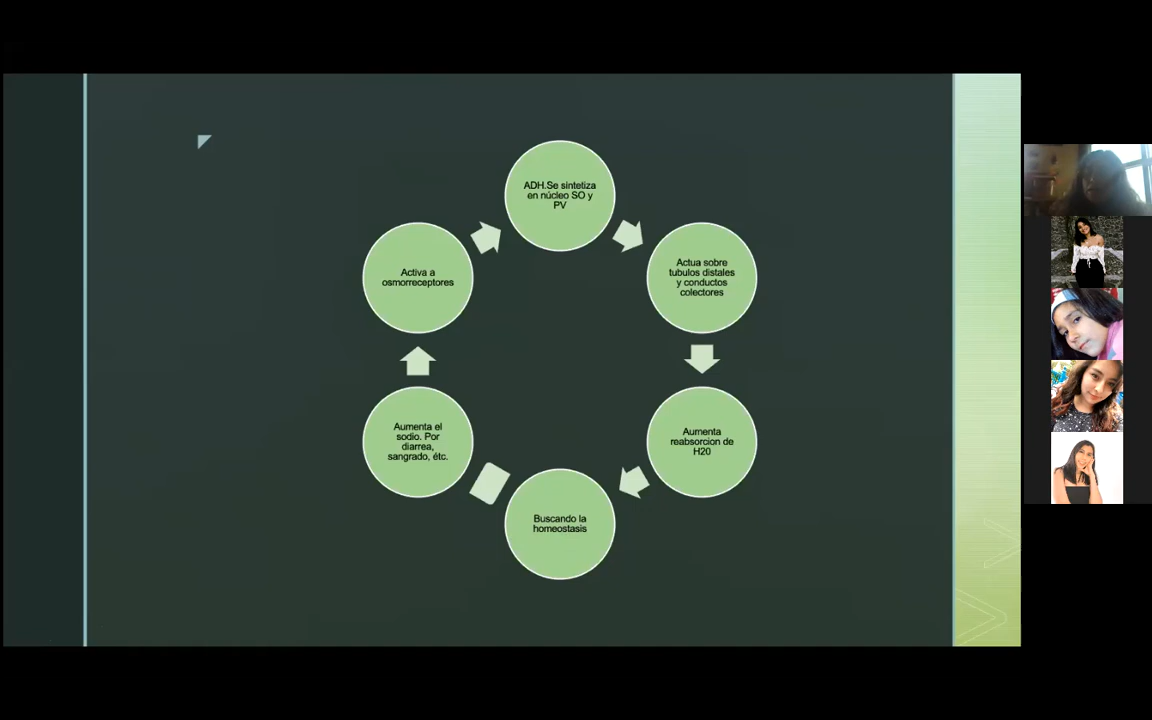 ADH.Se sintetiza
en núcleo SO y
PV
Actua sobre
tubulos distales
y conductos
colectores
Aumenta
reabsorcion de
H20
Buscando la
homeostasis
Aumenta el
sodio. Por
diarrea,
sangrado, étc.
Activa a
osmorreceptores